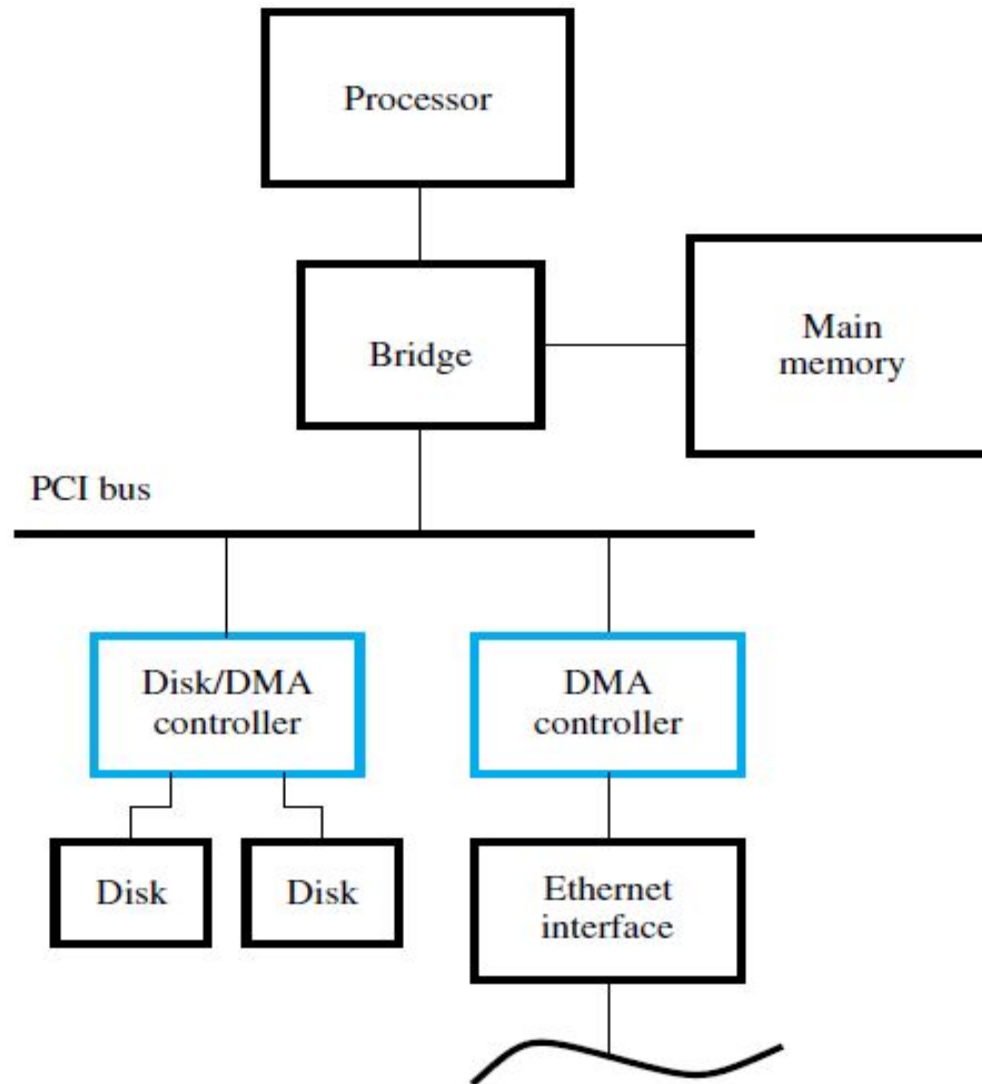 Processor
Bridge
Main
memory
PCI bus
Disk/DMA
controller
DMA
controller
Disk
Disk
Ethernet
interface